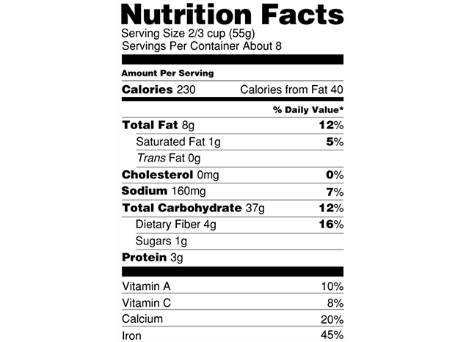 Nutrition Facts
Serving Size 2/3 cup (55g)
Servings Per Container About 8
Amount Per Serving
Calories 230 Calories from Fat 40
% Daily Value*
Total Fat 8g 12%
Saturated Fat 1g 5%
Trans Fat 0g
Cholesterol 0mg 0%
Sodium 160mg 7%
Total Carbohydrate 37g 12%
Dietary Fiber 4g 16%
Sugars 1g
Protein 3g
Vitamin A 10%
Vitamin C 8%
Calcium 20%
Iron 45%